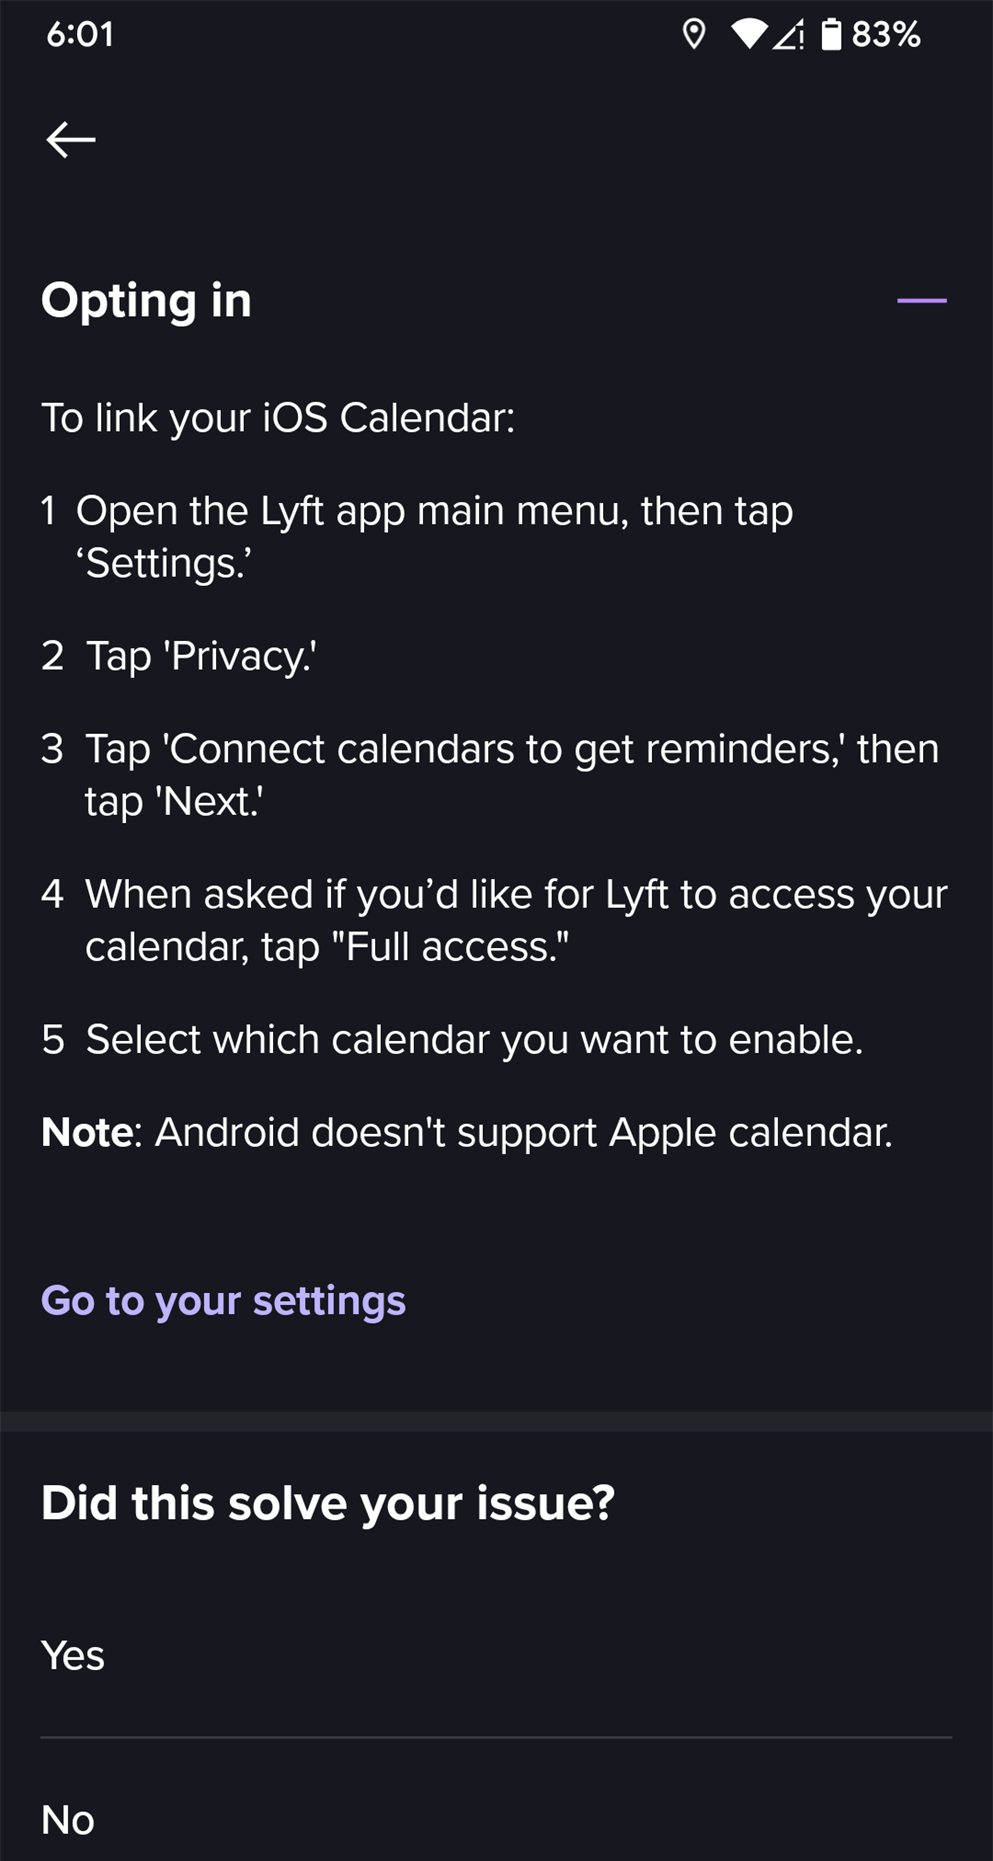 6:01
83%
Opting in
To link your iOS Calendar:
1 Open the Lyft app main menu, then tap
‘Settings.’
2 Tap 'Privacy.'
3 Tap 'Connect calendars to get reminders,' then
tap 'Next.'
4 When asked if you’d like for Lyft to access your
calendar, tap "Full access."
5 Select which calendar you want to enable.
Note: Android doesn't support Apple calendar.
Go to your settings
Did this solve your issue?
Yes
No